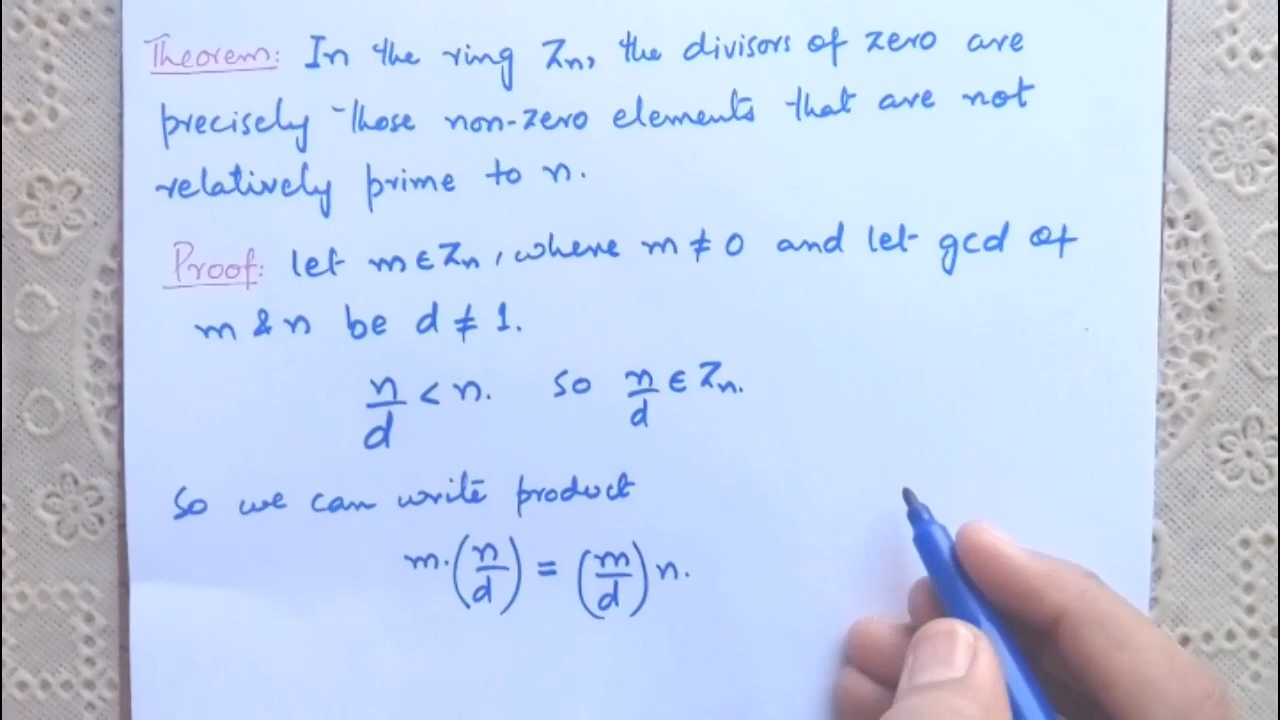 Theorem: In the ring Zn, the divisors of zero are
precisely those non-zero elements that are not
relatively prime to n.
Proof: let m ∈ Zn, where m ≠ 0 and let gcd of
m & n be d ≠ 1.
n/d < n. so n/d ∈ Zn.
So we can write product
m·(n/d) = (m/d) n.